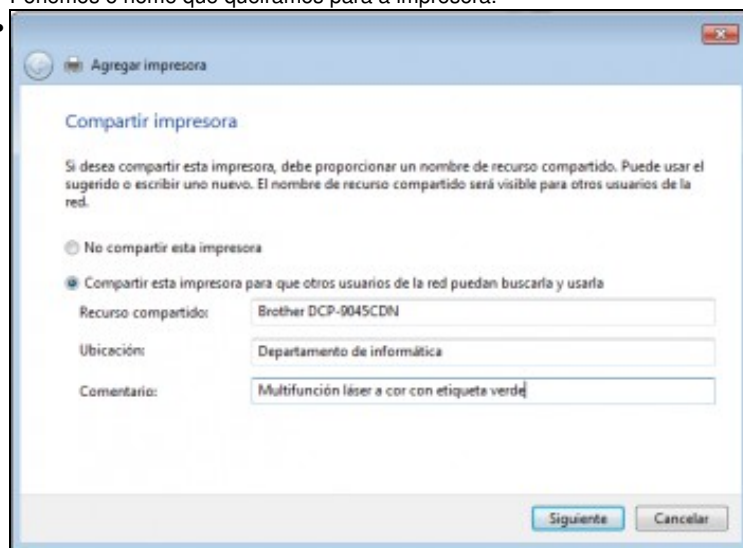 Poñemos o nome que queiramos para a impresora.
Agregar impresora
Compartir impresora
Si desea compartir esta impresora, debe proporcionar un nombre de recurso compartido. Puede usar el
sugerido o escribir uno nuevo. El nombre de recurso compartido será visible para otros usuarios de la
red.
No compartir esta impresora
Compartir esta impresora para que otros usuarios de la red puedan buscarla y usarla
Recurso compartido: Brother DCP-9045CDN
Ubicación: Departamento de informática
Comentario: Multifunción láser a cor con etiqueta verde
Siguiente Cancelar